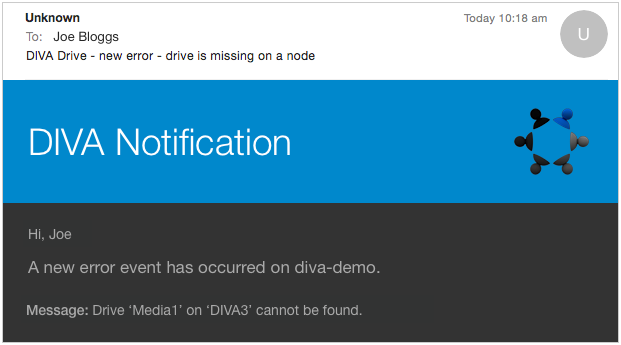 Unknown
Today 10:18 am
To: Joe Bloggs
U
DIVA Drive - new error - drive is missing on a node
DIVA Notification
Hi, Joe
A new error event has occurred on diva-demo.
Message: Drive ‘Media1’ on ‘DIVA3’ cannot be found.